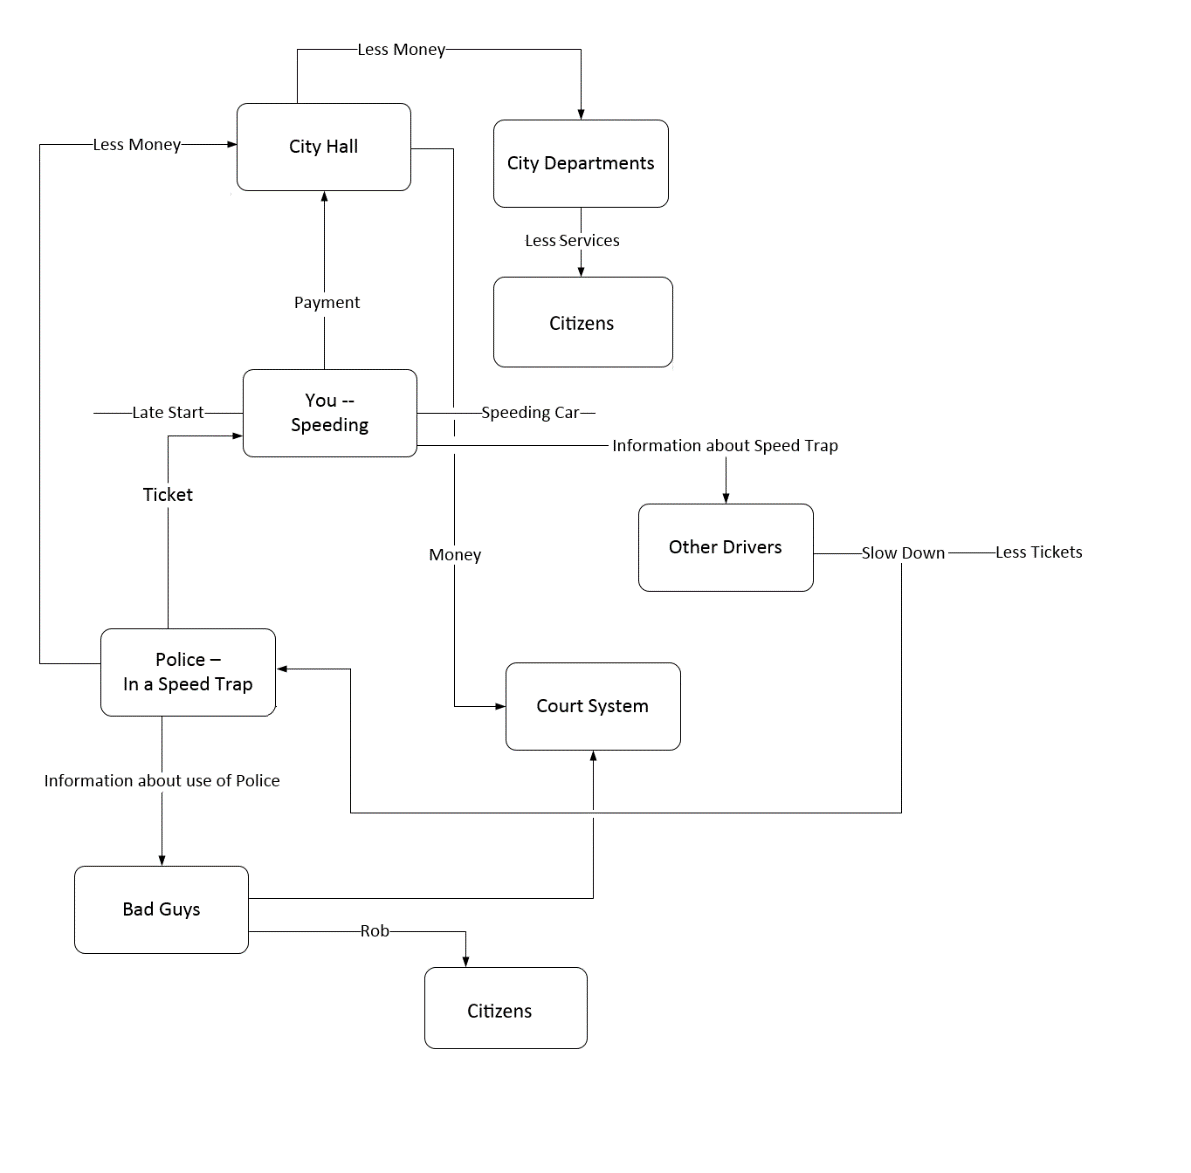 Less Money
Less Money
City Hall
City Departments
Less Services
Payment
Citizens
You --
Speeding
Late Start
Speeding Car
Information about Speed Trap
Ticket
Other Drivers
Slow Down
Less Tickets
Money
Police –
In a Speed Trap
Court System
Information about use of Police
Bad Guys
Rob
Citizens